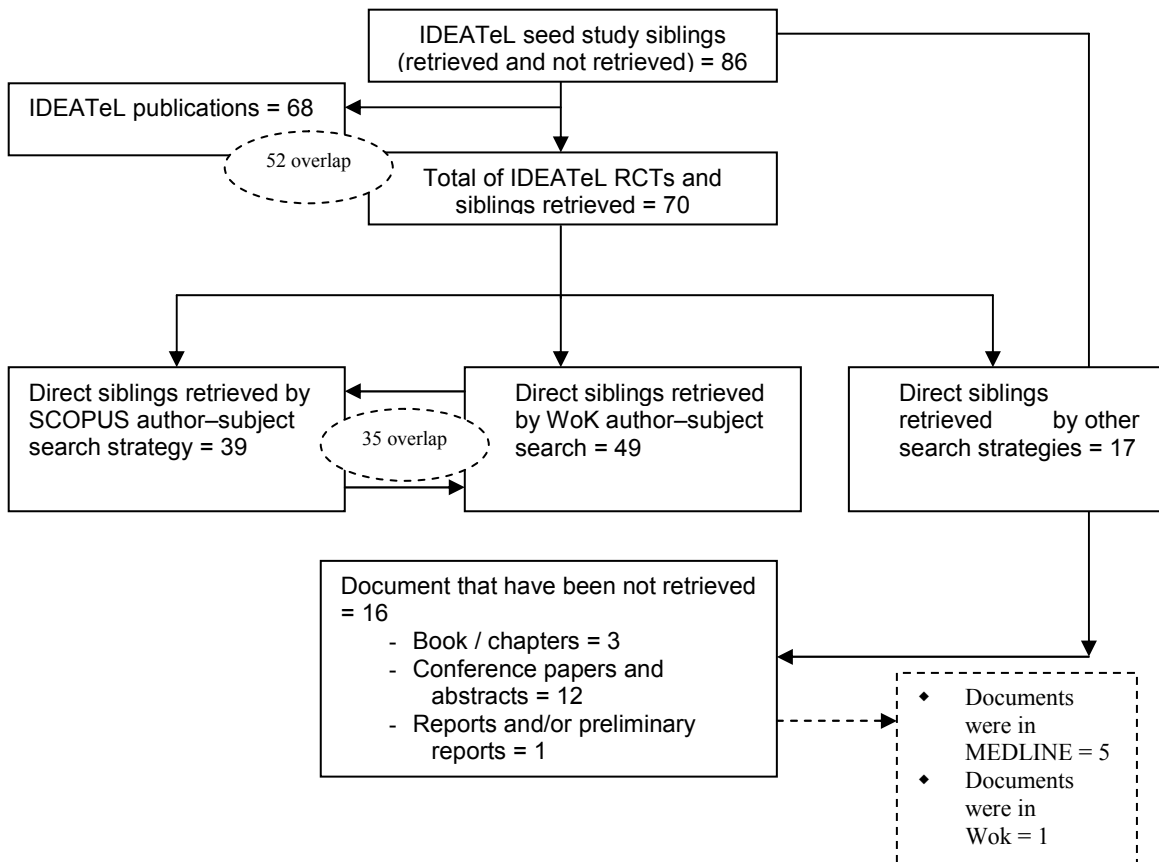 IDEATeL seed study siblings
(retrieved and not retrieved) = 86
IDEATeL publications = 68
52 overlap
Total of IDEATeL RCTs and
siblings retrieved = 70
Direct siblings retrieved by
SCOPUS author–subject
search strategy = 39
35 overlap
Direct siblings retrieved
by WoK author–subject
search = 49
Direct siblings
retrieved by other
search strategies = 17
Document that have been not retrieved
= 16
- Book / chapters = 3
- Conference papers and
abstracts = 12
- Reports and/or preliminary
reports = 1
◆ Documents
were in
MEDLINE = 5
◆ Documents
were in
Wok = 1